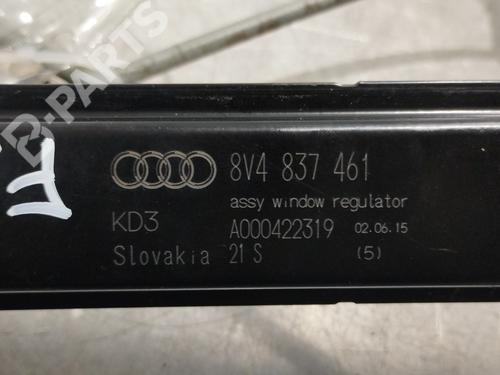 B-PARTS
8V4 837 461
assy window regulator
KD3 A000422319 02.06.15
Slovakia 21 S (5)